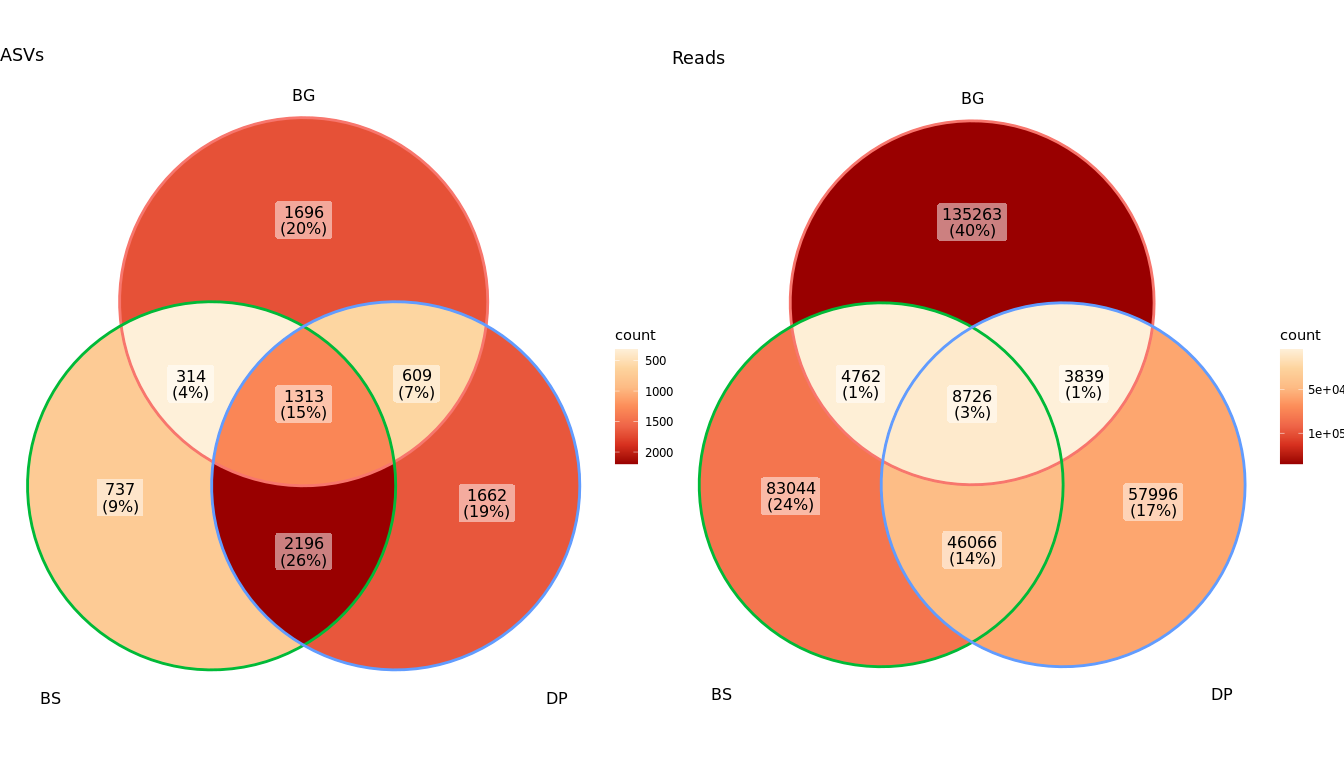 ASVs
BG
1696
(20%)
314
(4%)
1313
(15%)
609
(7%)
737
(9%)
2196
(26%)
1662
(19%)
BS
DP
count
500
1000
1500
2000
Reads
BG
135263
(40%)
4762
(1%)
8726
(3%)
3839
(1%)
83044
(24%)
46066
(14%)
57996
(17%)
BS
DP
count
5e+04
1e+05